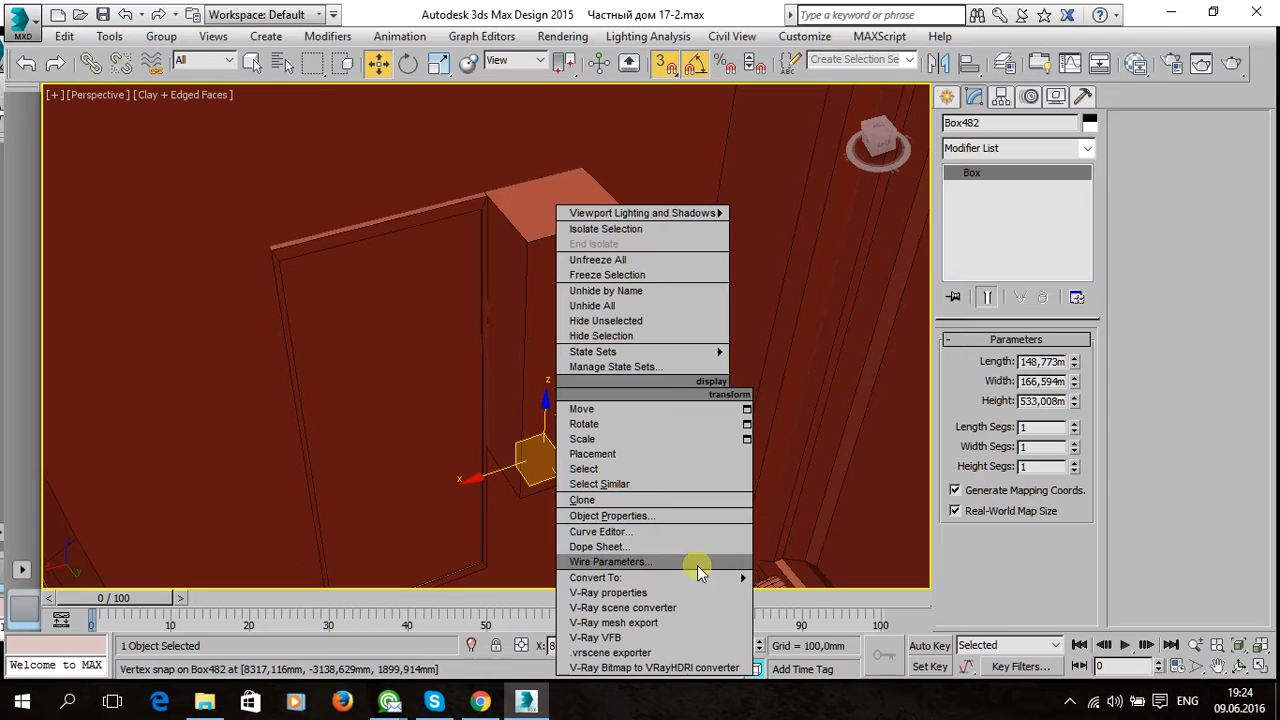 MXD
Workspace: Default
Autodesk 3ds Max Design 2015 Частный дом 17-2.max
Type a keyword or phrase
Edit Tools Group Views Create Modifiers Animation Graph Editors Rendering Lighting Analysis Civil View Customize MAXScript Help
All
View
3
Create Selection Se
[+] [Perspective] [Clay + Edged Faces]
Box482
Modifier List
Box
Viewport Lighting and Shadows
Isolate Selection
End Isolate
Unfreeze All
Freeze Selection
Unhide by Name
Unhide All
Hide Unselected
Hide Selection
State Sets
Manage State Sets...
display
transform
Move
Rotate
Scale
Placement
Select
Select Similar
Clone
Object Properties...
Curve Editor...
Dope Sheet...
Wire Parameters...
Convert To:
V-Ray properties
V-Ray scene converter
V-Ray mesh export
V-Ray VFB
.vrscene exporter
V-Ray Bitmap to VRayHDRI converter
z
x
z
x
y
Parameters
Length: 148,773m
Width: 166,594m
Height: 533,008m
Length Segs: 1
Width Segs: 1
Height Segs: 1
Generate Mapping Coords.
Real-World Map Size
0 / 100
0 10 20 30 40 50 80 90 100
1 Object Selected
X: 8
Grid = 100,0mm
Auto Key Selected
Welcome to MAX
Vertex snap on Box482 at [8317,116mm, -3138,629mm, 1899,914mm]
Add Time Tag
Set Key Key Filters...
0
ENG
19:24
09.06.2016